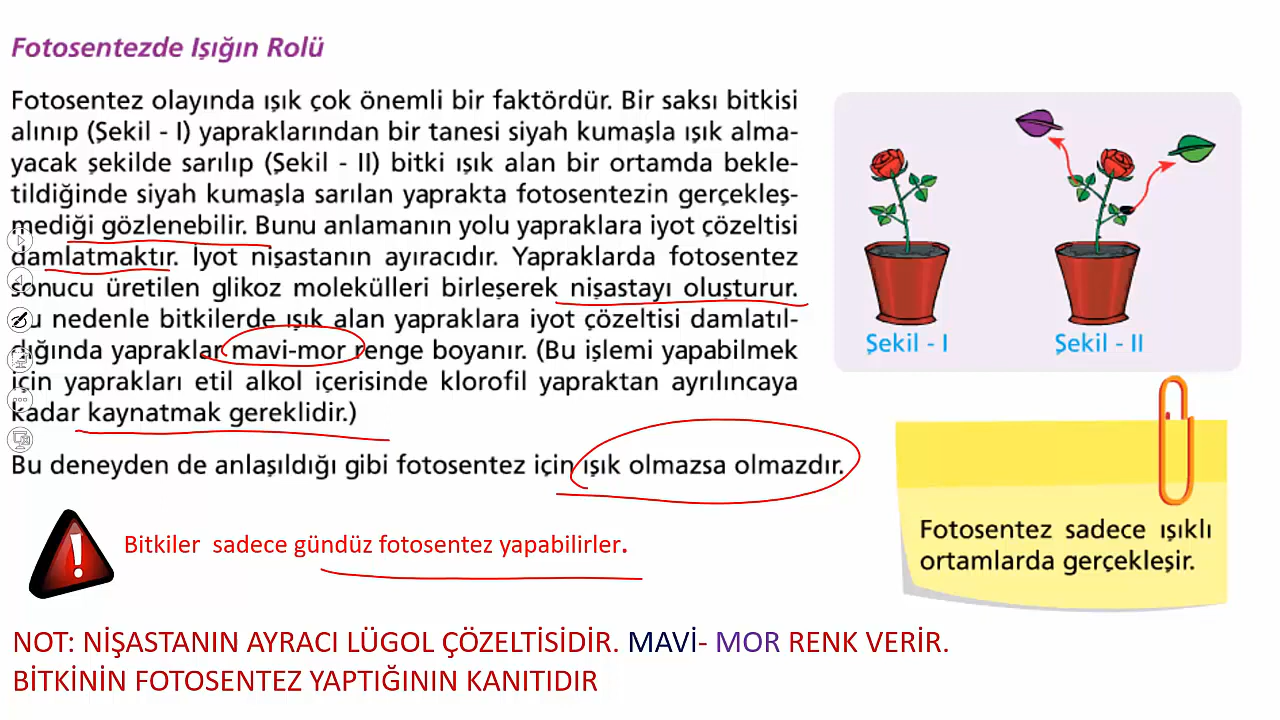 Fotosentezde Işığın Rolü
Fotosentez olayında ışık çok önemli bir faktördür. Bir saksı bitkisi
alınıp (Şekil - I) yapraklarından bir tanesi siyah kumaşla ışık alma-
yacak şekilde sarılıp (Şekil - II) bitki ışık alan bir ortamda bekle-
tildiğinde siyah kumaşla sarılan yaprakta fotosentezin gerçekleş-
mediği gözlenebilir. Bunu anlamanın yolu yapraklara iyot çözeltisi
damlatmaktır. İyot nişastanın ayıracıdır. Yapraklarda fotosentez
sonucu üretilen glikoz molekülleri birleşerek nişastayı oluşturur.
Bu nedenle bitkilerde ışık alan yapraklara iyot çözeltisi damlatıl-
dığında yapraklar mavi-mor renge boyanır. (Bu işlemi yapabilmek
için yaprakları etil alkol içerisinde klorofil yapraktan ayrılıncaya
kadar kaynatmak gereklidir.)
Bu deneyden de anlaşıldığı gibi fotosentez için ışık olmazsa olmazdır.
Şekil - I
Şekil - II
Fotosentez sadece ışıklı
ortamlarda gerçekleşir.
Bitkiler sadece gündüz fotosentez yapabilirler.
NOT: NİŞASTANIN AYRACI LÜGOL ÇÖZELTİSİDİR. MAVİ- MOR RENK VERİR.
BİTKİNİN FOTOSENTEZ YAPTIĞININ KANITIDIR